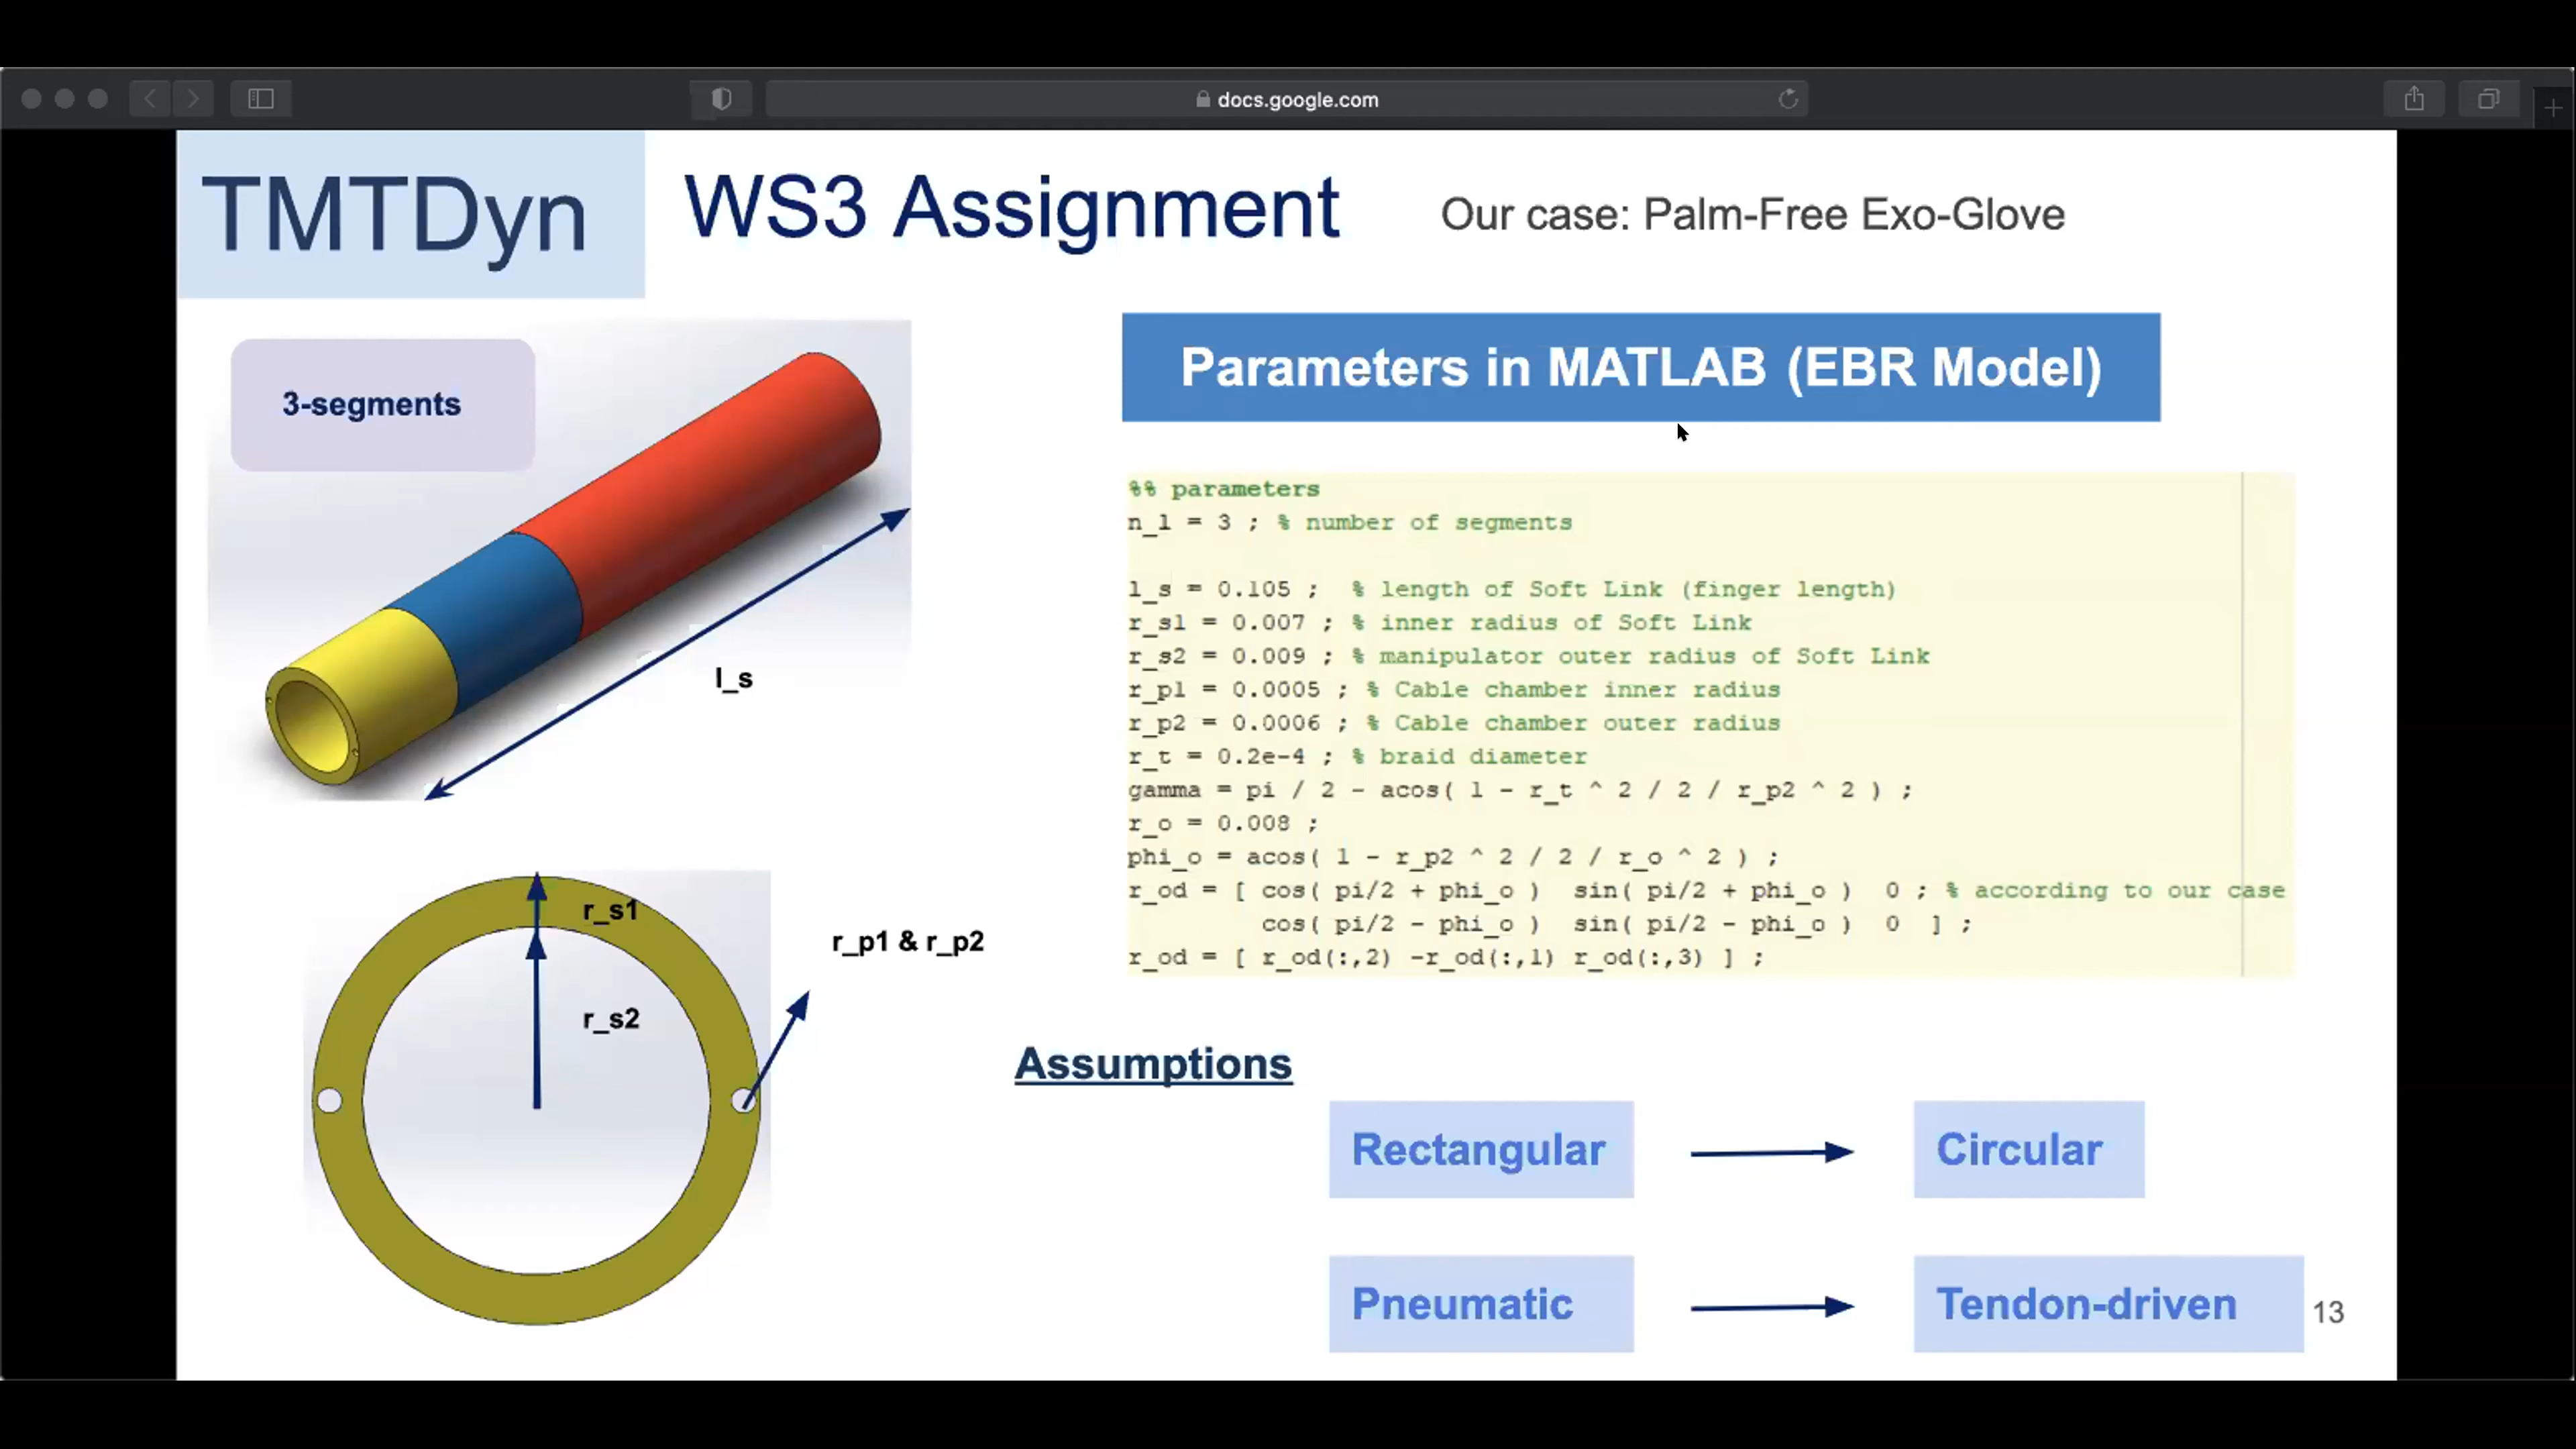 docs.google.com
TMTDyn
WS3 Assignment
Our case: Palm-Free Exo-Glove
3-segments
l_s
Parameters in MATLAB (EBR Model)
%% parameters
n_l = 3 ; % number of segments
l_s = 0.105 ; % length of Soft Link (finger length)
r_s1 = 0.007 ; % inner radius of Soft Link
r_s2 = 0.009 ; % manipulator outer radius of Soft Link
r_p1 = 0.0005 ; % Cable chamber inner radius
r_p2 = 0.0006 ; % Cable chamber outer radius
r_t = 0.2e-4 ; % braid diameter
gamma = pi / 2 - acos( 1 - r_t ^ 2 / 2 / r_p2 ^ 2 ) ;
r_o = 0.008 ;
phi_o = acos( 1 - r_p2 ^ 2 / 2 / r_o ^ 2 ) ;
r_od = [ cos( pi/2 + phi_o ) sin( pi/2 + phi_o ) 0 ; % according to our case
cos( pi/2 - phi_o ) sin( pi/2 - phi_o ) 0 ] ;
r_od = [ r_od(:,2) -r_od(:,1) r_od(:,3) ] ;
r_s1
r_s2
r_p1 & r_p2
Assumptions
Rectangular
Circular
Pneumatic
Tendon-driven
13